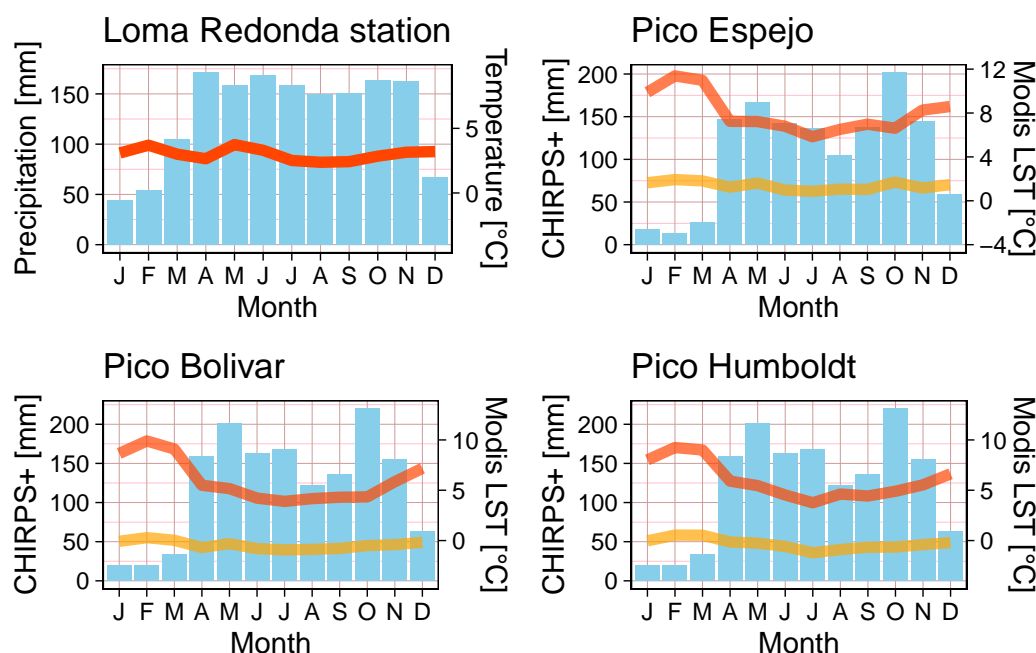 Loma Redonda station
Precipitation [mm]
150
100
50
0
5
0
Temperature [°C]
J F M A M J J A S O N D
Month
Pico Espejo
CHIRPS+ [mm]
200
150
100
50
0
12
8
4
0
−4
Modis LST [°C]
J F M A M J J A S O N D
Month
Pico Bolivar
CHIRPS+ [mm]
200
150
100
50
0
10
5
0
Modis LST [°C]
J F M A M J J A S O N D
Month
Pico Humboldt
CHIRPS+ [mm]
200
150
100
50
0
10
5
0
Modis LST [°C]
J F M A M J J A S O N D
Month